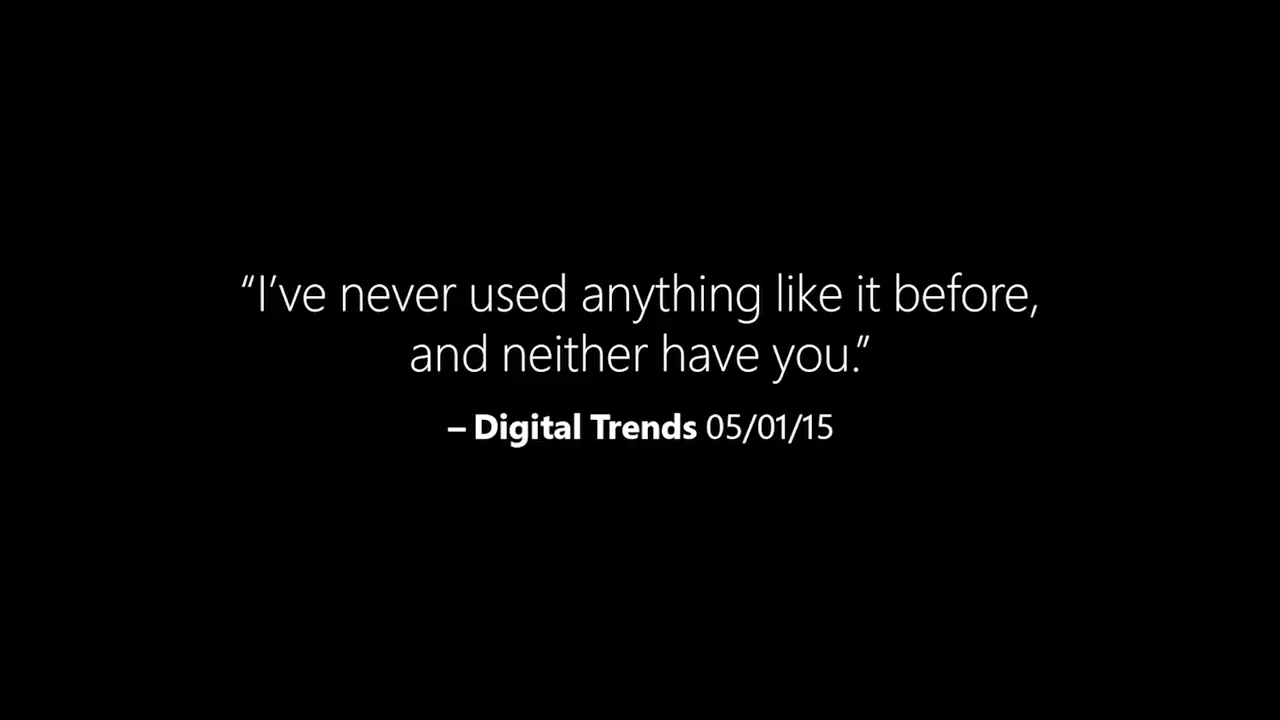 “I’ve never used anything like it before,
and neither have you.”
– Digital Trends 05/01/15